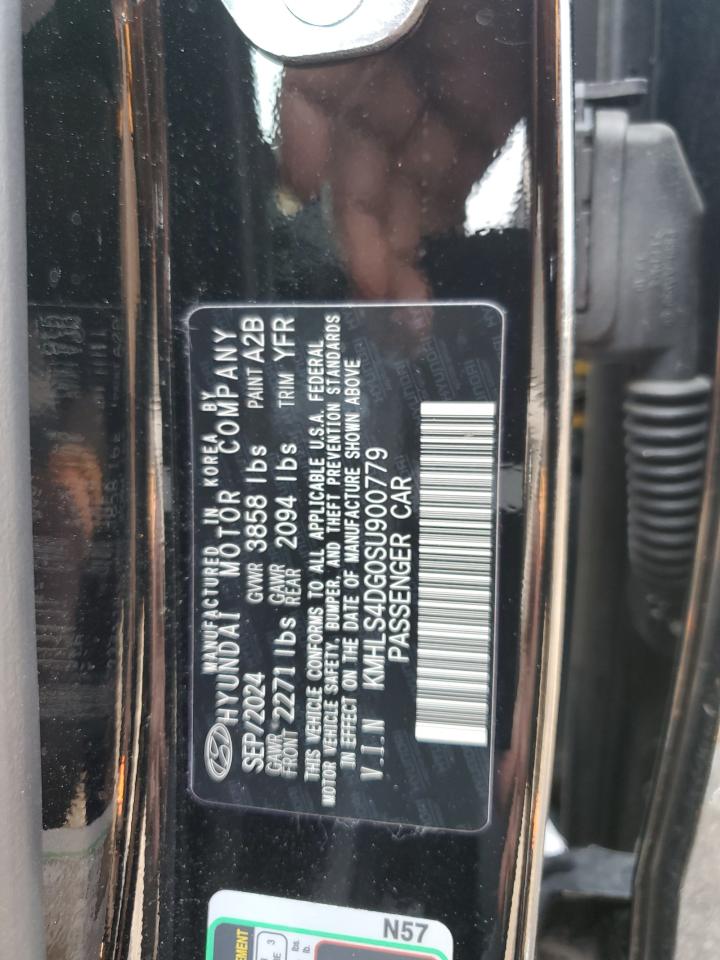 MANUFACTURED IN KOREA BY
HYUNDAI MOTOR COMPANY
SEP/2024 GVWR 3858 lbs PAINT A2B
GAWR FRONT 2271 lbs GAWR REAR 2094 lbs TRIM YFR
THIS VEHICLE CONFORMS TO ALL APPLICABLE U.S.A. FEDERAL
MOTOR VEHICLE SAFETY, BUMPER, AND THEFT PREVENTION STANDARDS
IN EFFECT ON THE DATE OF MANUFACTURE SHOWN ABOVE
V.I.N KMHLS4DG0SU900779
PASSENGER CAR
N57